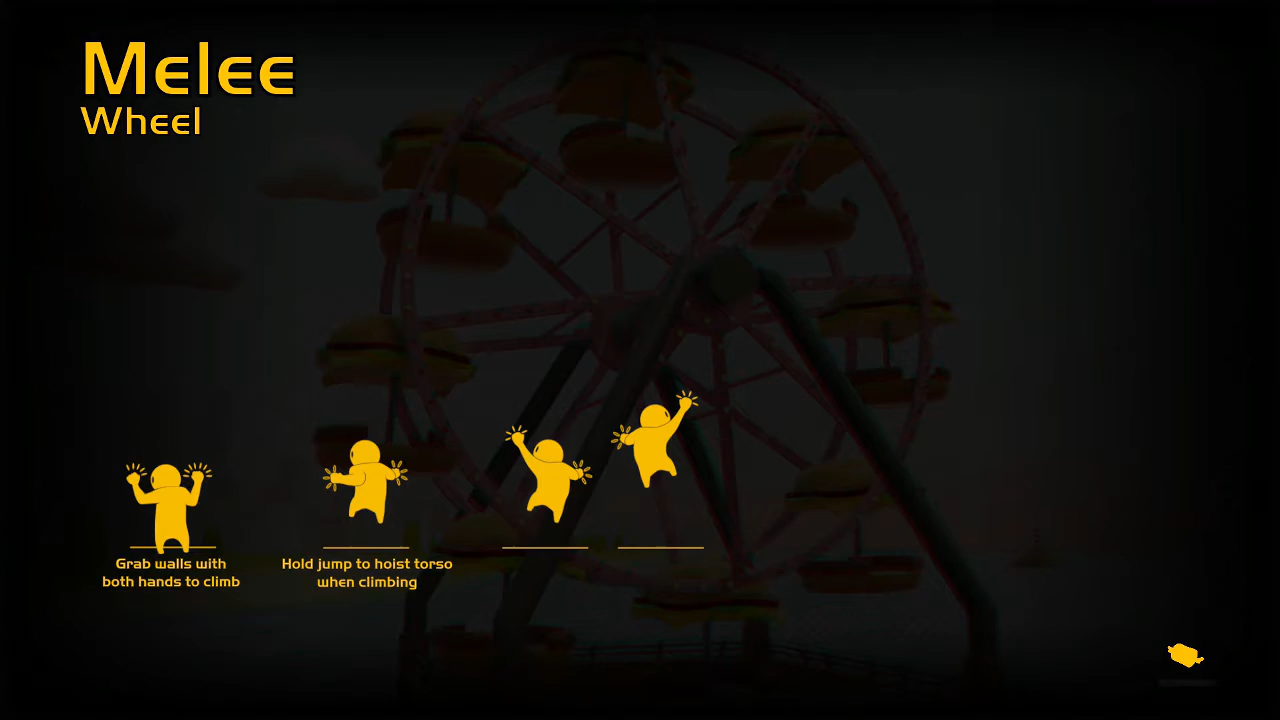 Melee
Wheel
Grab walls with
both hands to climb
Hold jump to hoist torso
when climbing